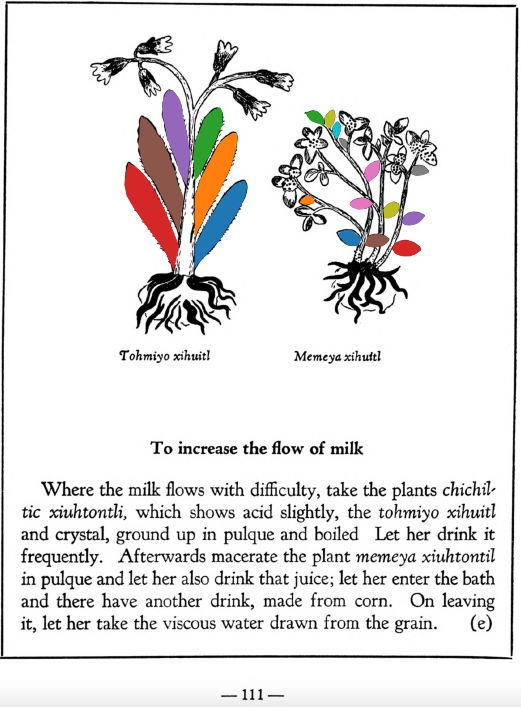 Tohmiyo xihuitl
Memeya xihuitl
To increase the flow of milk
Where the milk flows with difficulty, take the plants chichil-
tic xiuhtontli, which shows acid slightly, the tohmiyo xihuitl
and crystal, ground up in pulque and boiled Let her drink it
frequently. Afterwards macerate the plant memeya xiuhtontil
in pulque and let her also drink that juice; let her enter the bath
and there have another drink, made from corn. On leaving
it, let her take the viscous water drawn from the grain. (e)
— 111 —